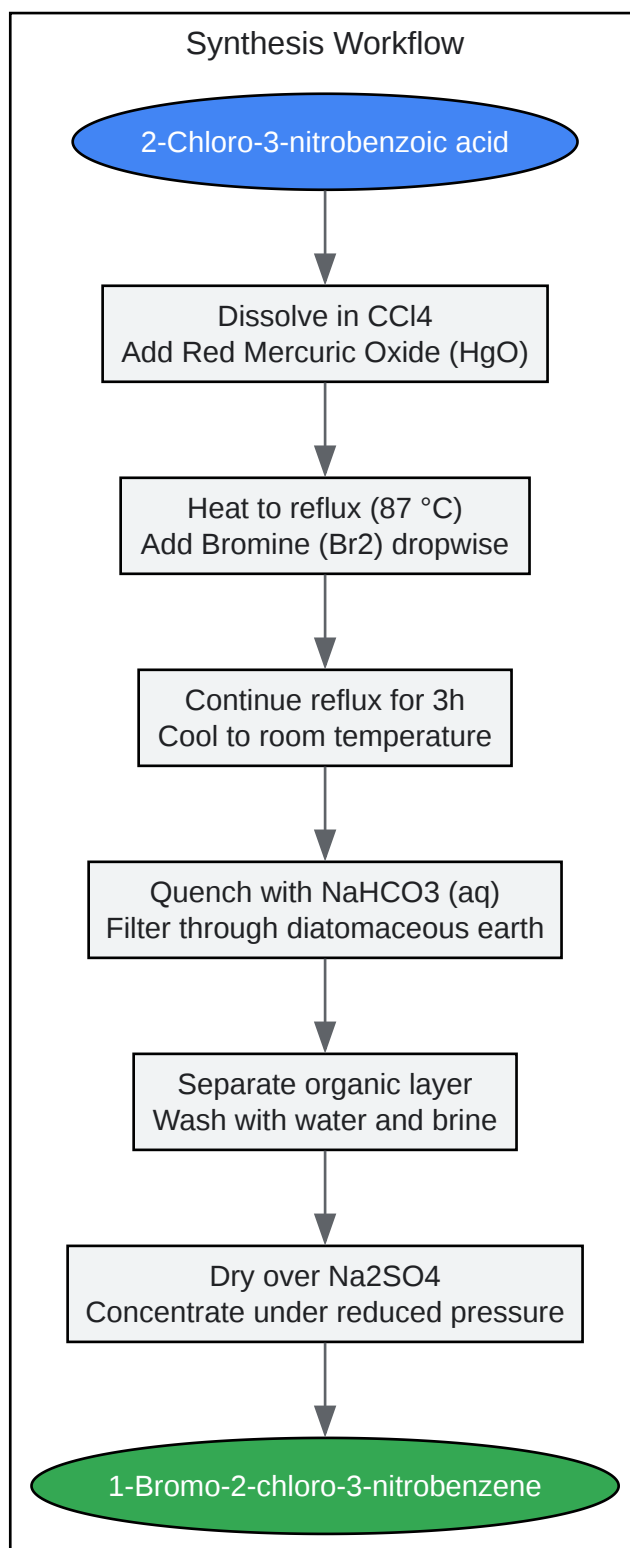 Synthesis Workflow
2-Chloro-3-nitrobenzoic acid
Dissolve in CCl4
Add Red Mercuric Oxide (HgO)
Heat to reflux (87 °C)
Add Bromine (Br2) dropwise
Continue reflux for 3h
Cool to room temperature
Quench with NaHCO3 (aq)
Filter through diatomaceous earth
Separate organic layer
Wash with water and brine
Dry over Na2SO4
Concentrate under reduced pressure
1-Bromo-2-chloro-3-nitrobenzene